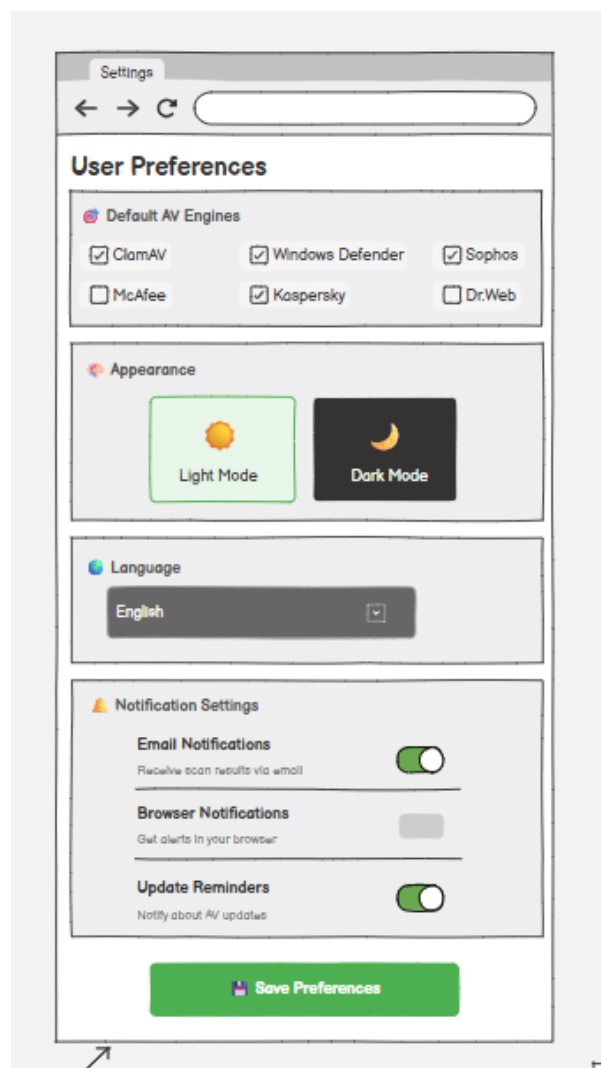 Settings
User Preferences
Default AV Engines
ClamAV Windows Defender Sophos
McAfee Kaspersky Dr.Web
Appearance
Light Mode Dark Mode
Language
English
Notification Settings
Email Notifications
Receive scan results via email
Browser Notifications
Get alerts in your browser
Update Reminders
Notify about AV updates
Save Preferences